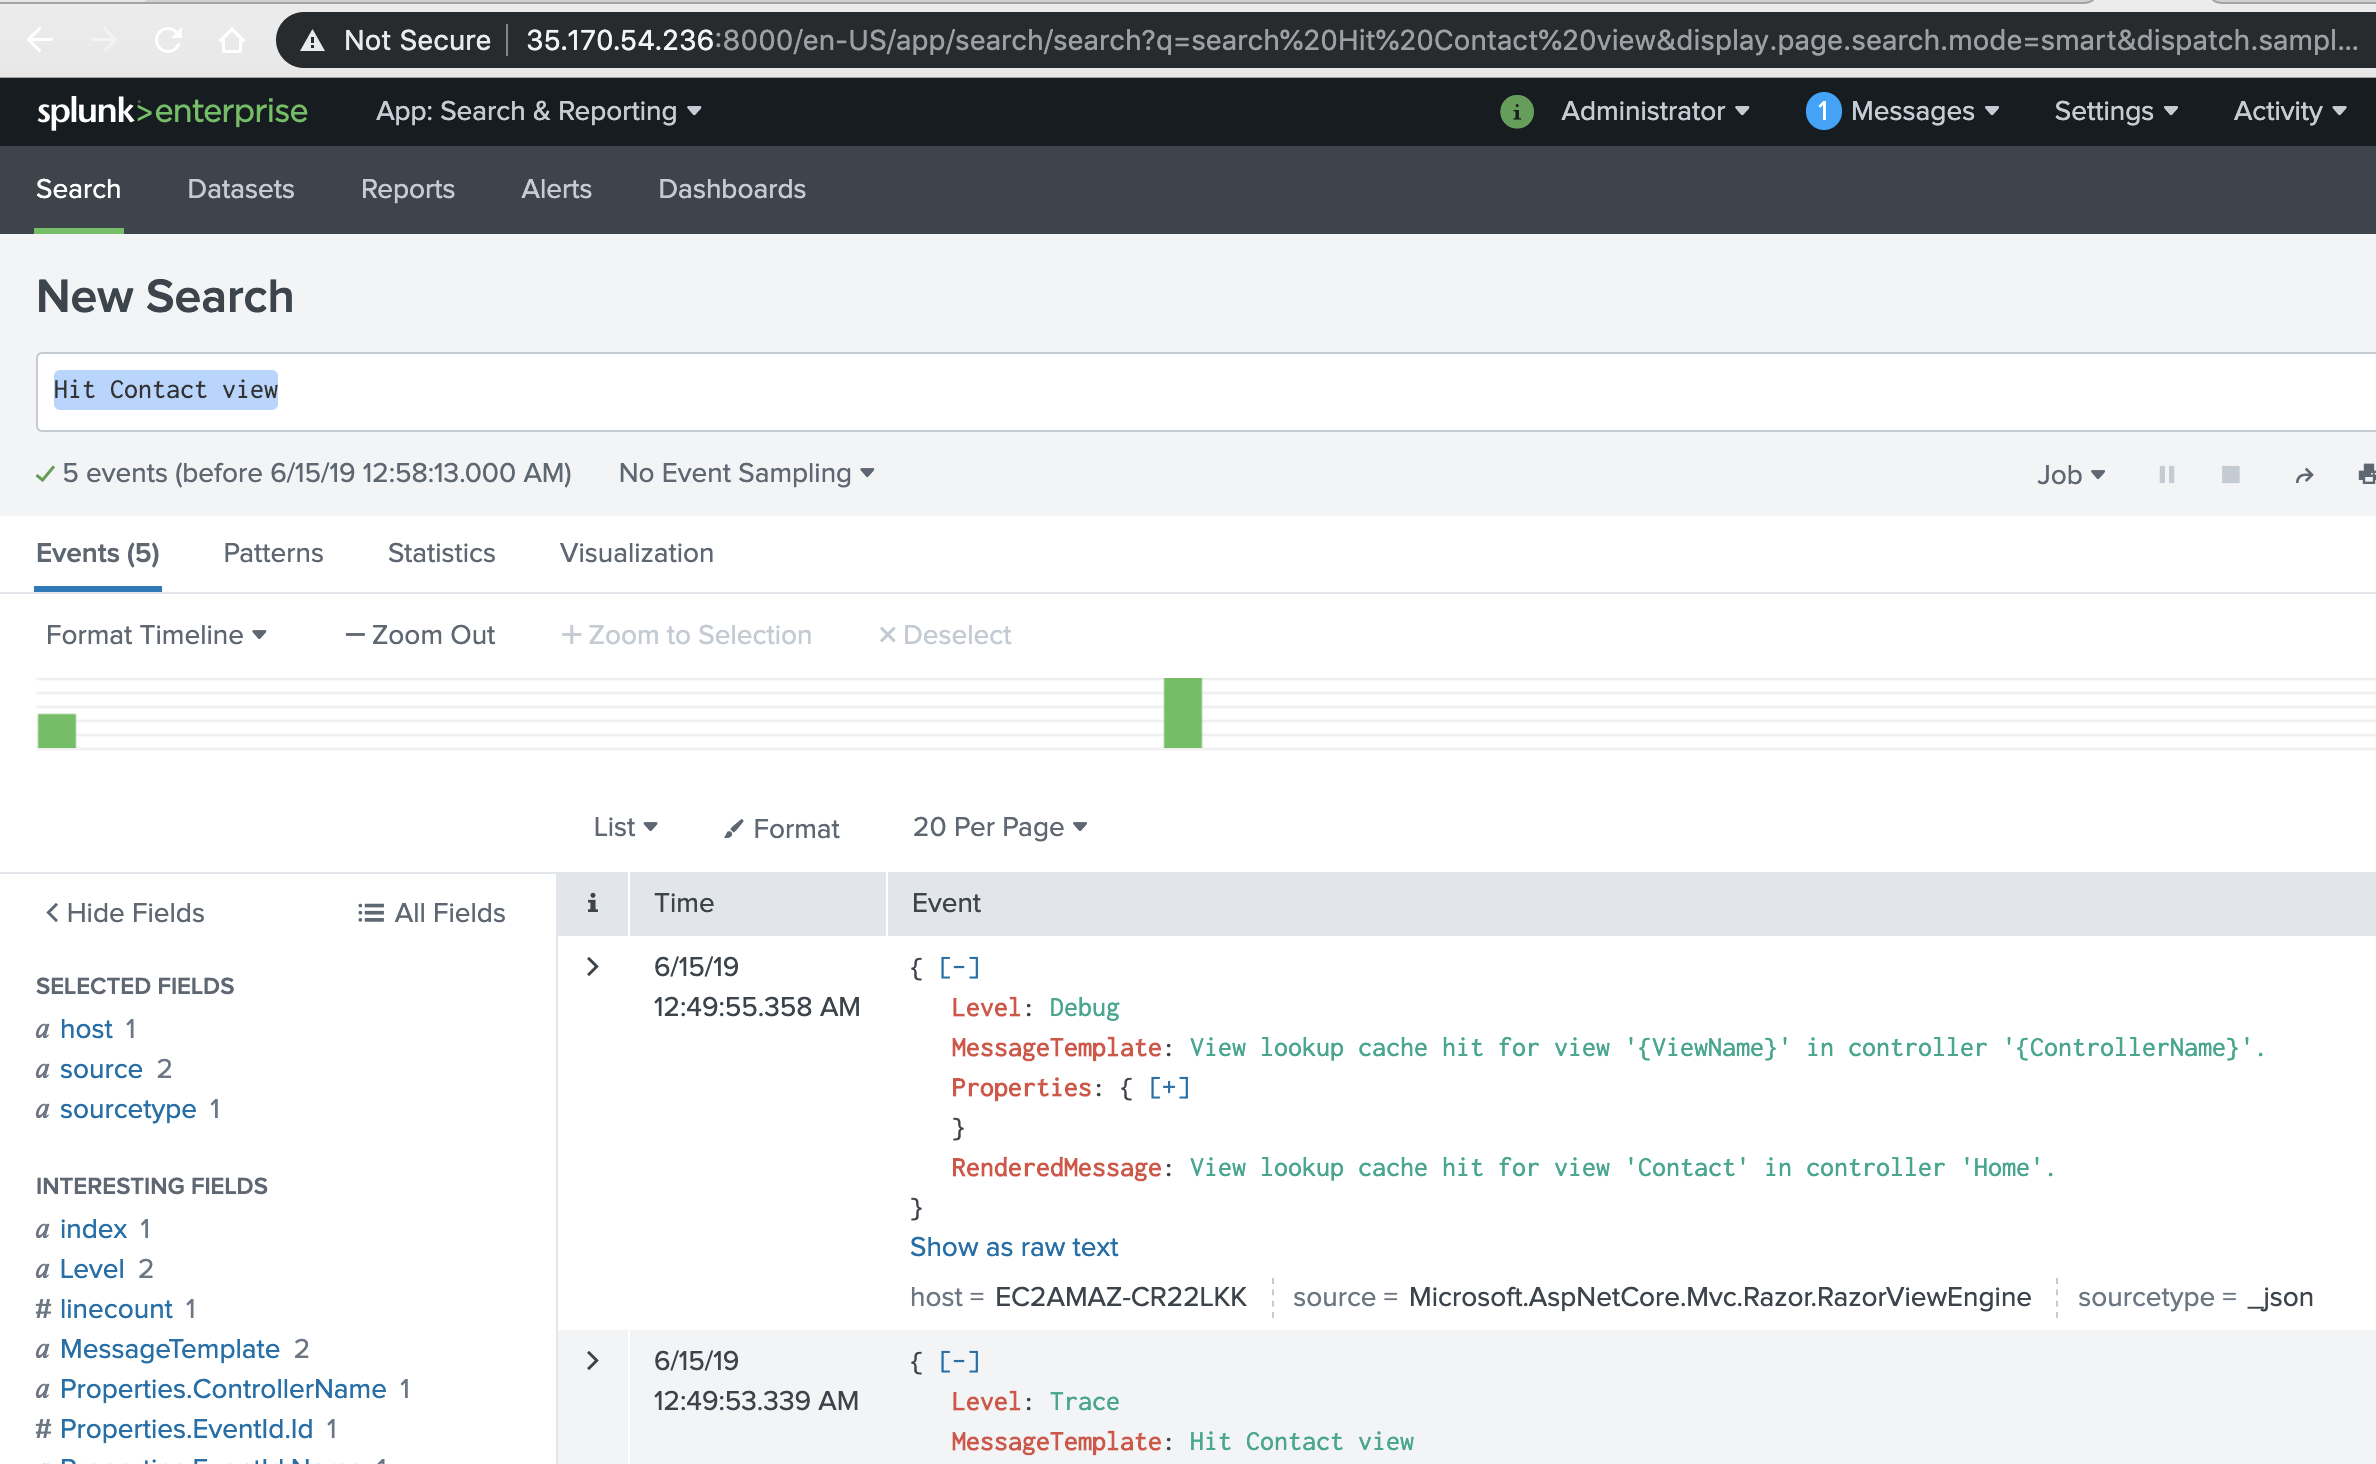 Not Secure | 35.170.54.236:8000/en-US/app/search/search?q=search%20Hit%20Contact%20view&display.page.search.mode=smart&dispatch.sampl...
splunk>enterprise App: Search & Reporting i Administrator 1 Messages Settings Activity
Search Datasets Reports Alerts Dashboards
New Search
Hit Contact view
5 events (before 6/15/19 12:58:13.000 AM) No Event Sampling Job
Events (5) Patterns Statistics Visualization
Format Timeline — Zoom Out + Zoom to Selection × Deselect
List Format 20 Per Page
< Hide Fields All Fields
SELECTED FIELDS
a host 1
a source 2
a sourcetype 1
INTERESTING FIELDS
a index 1
a Level 2
# linecount 1
a MessageTemplate 2
a Properties.ControllerName 1
# Properties.EventId.Id 1
i Time Event
6/15/19
12:49:55.358 AM
{ [-]
Level: Debug
MessageTemplate: View lookup cache hit for view '{ViewName}' in controller '{ControllerName}'.
Properties: { [+]
}
RenderedMessage: View lookup cache hit for view 'Contact' in controller 'Home'.
}
Show as raw text
host = EC2AMAZ-CR22LKK source = Microsoft.AspNetCore.Mvc.Razor.RazorViewEngine sourcetype = _json
6/15/19
12:49:53.339 AM
{ [-]
Level: Trace
MessageTemplate: Hit Contact view